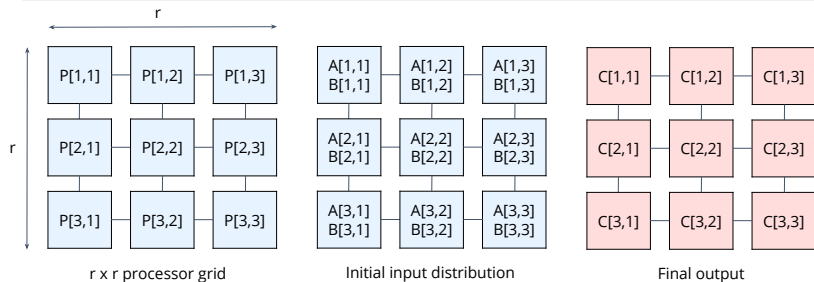 r
r
P[1,1] P[1,2] P[1,3]
P[2,1] P[2,2] P[2,3]
P[3,1] P[3,2] P[3,3]
r x r processor grid
A[1,1] A[1,2] A[1,3]
B[1,1] B[1,2] B[1,3]
A[2,1] A[2,2] A[2,3]
B[2,1] B[2,2] B[2,3]
A[3,1] A[3,2] A[3,3]
B[3,1] B[3,2] B[3,3]
Initial input distribution
C[1,1] C[1,2] C[1,3]
C[2,1] C[2,2] C[2,3]
C[3,1] C[3,2] C[3,3]
Final output